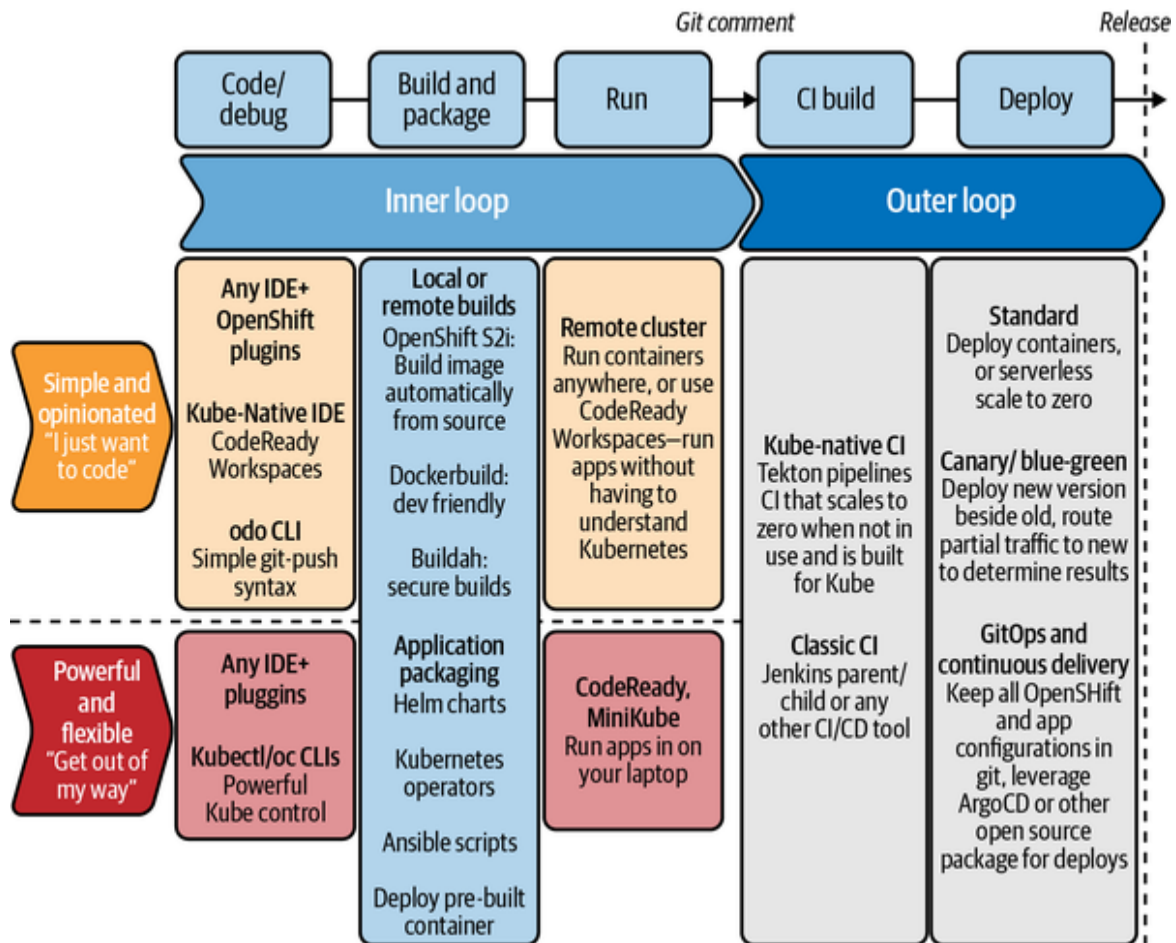 Git comment
Release
Code/
debug
Build and
package
Run
CI build
Deploy
Inner loop
Outer loop
Simple and
opinionated
"I just want
to code"
Any IDE+
OpenShift
plugins
Kube-Native IDE
CodeReady
Workspaces
odo CLI
Simple git-push
syntax
Local or
remote builds
OpenShift S2i:
Build image
automatically
from source
Dockerbuild:
dev friendly
Buildah:
secure builds
Application
packaging
Helm charts
Kubernetes
operators
Ansible scripts
Deploy pre-built
container
Remote cluster
Run containers
anywhere, or use
CodeReady
Workspaces—run
apps without
having to
understand
Kubernetes
Kube-native CI
Tekton pipelines
CI that scales to
zero when not in
use and is built
for Kube
Classic CI
Jenkins parent/
child or any
other CI/CD tool
Standard
Deploy containers,
or serverless
scale to zero
Canary/ blue-green
Deploy new version
beside old, route
partial traffic to new
to determine results
GitOps and
continuous delivery
Keep all OpenSHift
and app
configurations in
git, leverage
ArgoCD or other
open source
package for deploys
Powerful
and
flexible
"Get out of
my way"
Any IDE+
pluggins
Kubectl/oc CLIs
Powerful
Kube control
CodeReady,
MiniKube
Run apps in on
your laptop